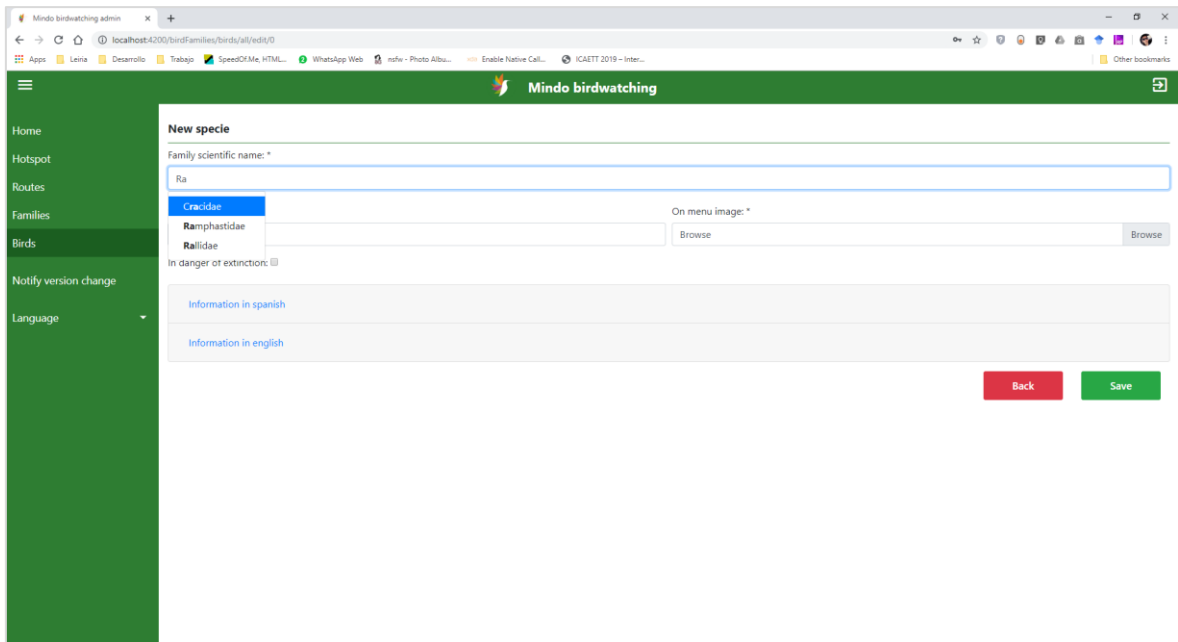 Mindo birdwatching admin
localhost:4200/birdFamilies/birds/all/edit/0
Apps Leiria Desarrollo Trabajo SpeedOf.Me, HTML... WhatsApp Web nsfw - Photo Albu... Enable Native Call... ICAETT 2019 – Inter... Other bookmarks
Mindo birdwatching
Home
Hotspot
Routes
Families
Birds
Notify version change
Language
New specie
Family scientific name: *
Ra
Cracidae
Ramphastidae
Rallidae
On menu image: *
Browse Browse
In danger of extinction:
Information in spanish
Information in english
Back Save